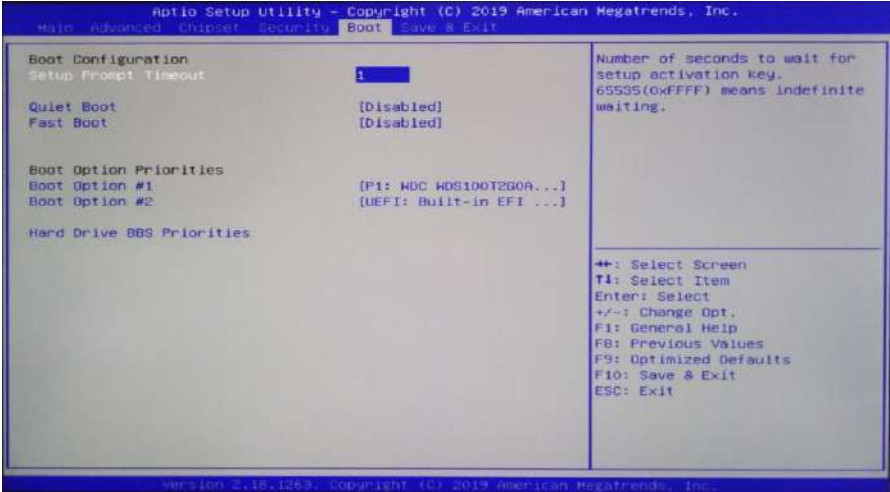 Aptio Setup Utility – Copyright (C) 2019 American Megatrends, Inc.
Main Advanced Chipset Security Boot Save & Exit
Boot Configuration
Setup Prompt Timeout 1
Quiet Boot [Disabled]
Fast Boot [Disabled]
Boot Option Priorities
Boot Option #1 [P1: WDC WDS100T2G0A...]
Boot Option #2 [UEFI: Built-in EFI ...]
Hard Drive BBS Priorities
Number of seconds to wait for
setup activation key.
65535(0xFFFF) means indefinite
waiting.
↔: Select Screen
↑↓: Select Item
Enter: Select
+/-: Change Opt.
F1: General Help
F8: Previous Values
F9: Optimized Defaults
F10: Save & Exit
ESC: Exit
Version 2.18.1263. Copyright (C) 2019 American Megatrends, Inc.